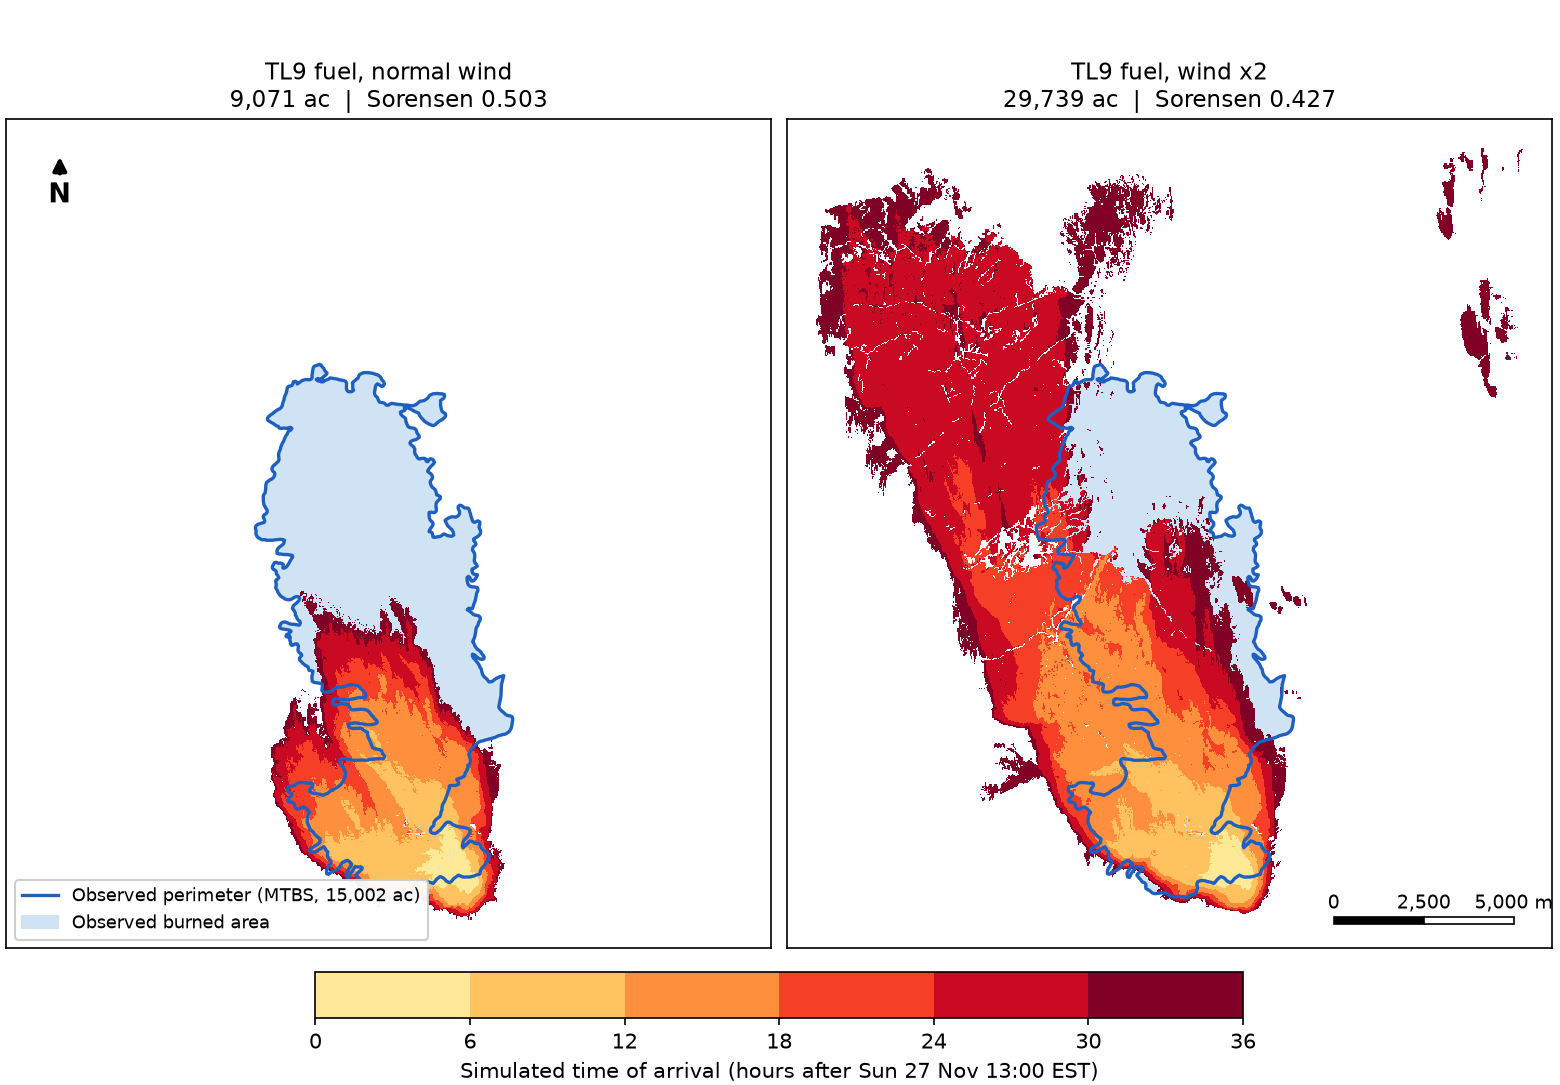 TL9 fuel, normal wind
9,071 ac | Sorensen 0.503
TL9 fuel, wind x2
29,739 ac | Sorensen 0.427
N
Observed perimeter (MTBS, 15,002 ac)
Observed burned area
0 2,500 5,000 m
0 6 12 18 24 30 36
Simulated time of arrival (hours after Sun 27 Nov 13:00 EST)